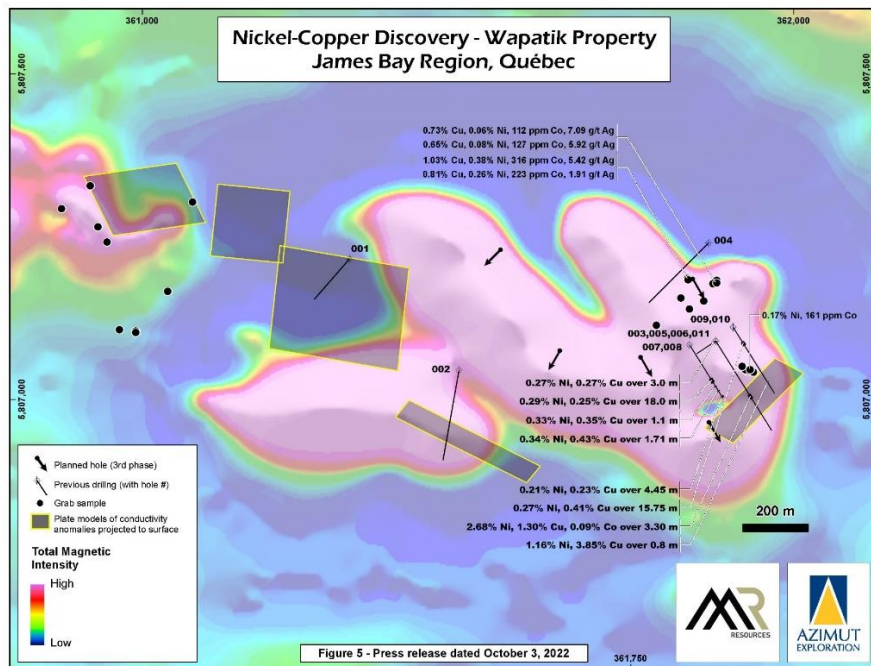 361,000
362,000
Nickel-Copper Discovery - Wapatik Property
James Bay Region, Québec
5,807,500
5,807,500
0.73% Cu, 0.06% Ni, 112 ppm Co, 7.09 g/t Ag
0.65% Cu, 0.08% Ni, 127 ppm Co, 5.92 g/t Ag
1.03% Cu, 0.38% Ni, 316 ppm Co, 5.42 g/t Ag
0.81% Cu, 0.26% Ni, 223 ppm Co, 1.91 g/t Ag
001
004
009,010
0.17% Ni, 161 ppm Co
003,005,006,011
007,008
002
5,807,000
5,807,000
0.27% Ni, 0.27% Cu over 3.0 m
0.29% Ni, 0.25% Cu over 18.0 m
0.33% Ni, 0.35% Cu over 1.1 m
0.34% Ni, 0.43% Cu over 1.71 m
0.21% Ni, 0.23% Cu over 4.45 m
0.27% Ni, 0.41% Cu over 15.75 m
2.68% Ni, 1.30% Cu, 0.09% Co over 3.30 m
1.16% Ni, 3.85% Cu over 0.8 m
200 m
Planned hole (3rd phase)
Previous drilling (with hole #)
Grab sample
Plate models of conductivity
anomalies projected to surface
Total Magnetic
Intensity
High
Low
RESOURCES
AZIMUT
EXPLORATION
Figure 5 - Press release dated October 3, 2022
361,750